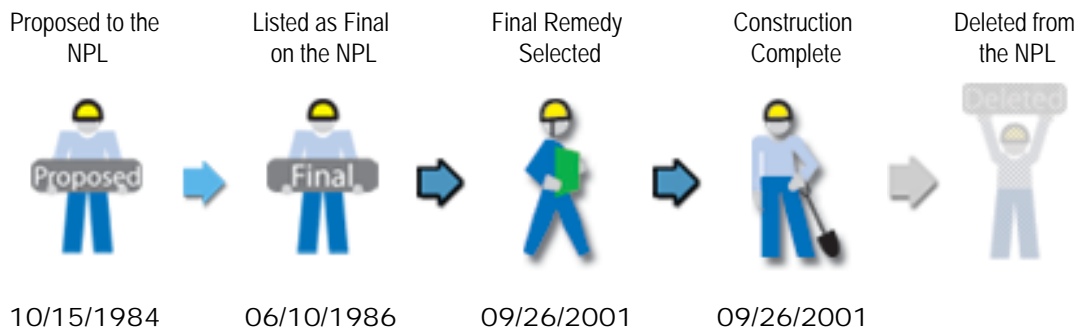 Proposed to the
NPL
Listed as Final
on the NPL
Final Remedy
Selected
Construction
Complete
Deleted from
the NPL
Proposed
Final
Deleted
10/15/1984
06/10/1986
09/26/2001
09/26/2001